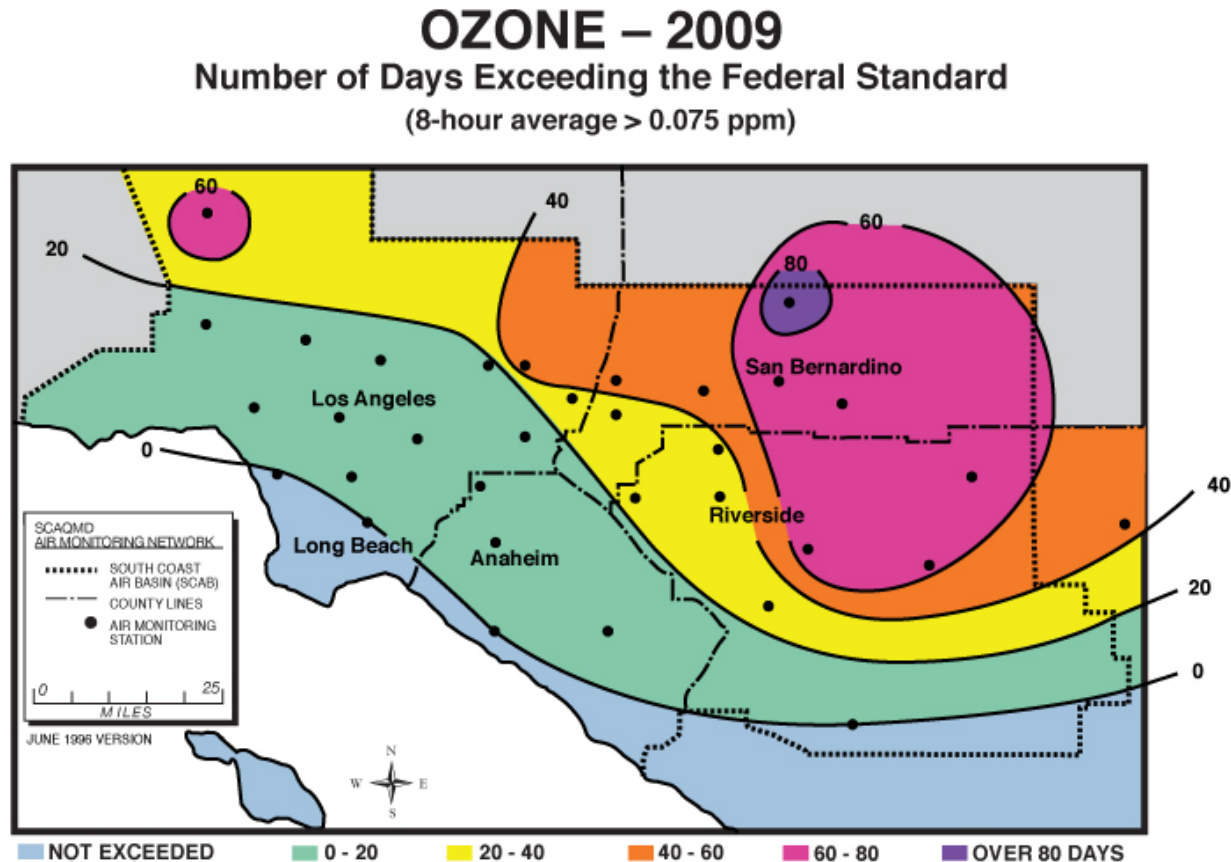 OZONE – 2009
Number of Days Exceeding the Federal Standard
(8-hour average > 0.075 ppm)
60
40
60
20
80
San Bernardino
Los Angeles
0
40
Riverside
Long Beach
Anaheim
20
0
SCAQMD
AIR MONITORING NETWORK
SOUTH COAST
AIR BASIN (SCAB)
COUNTY LINES
AIR MONITORING
STATION
0 25
MILES
JUNE 1996 VERSION
N
W E
S
NOT EXCEEDED 0 - 20 20 - 40 40 - 60 60 - 80 OVER 80 DAYS